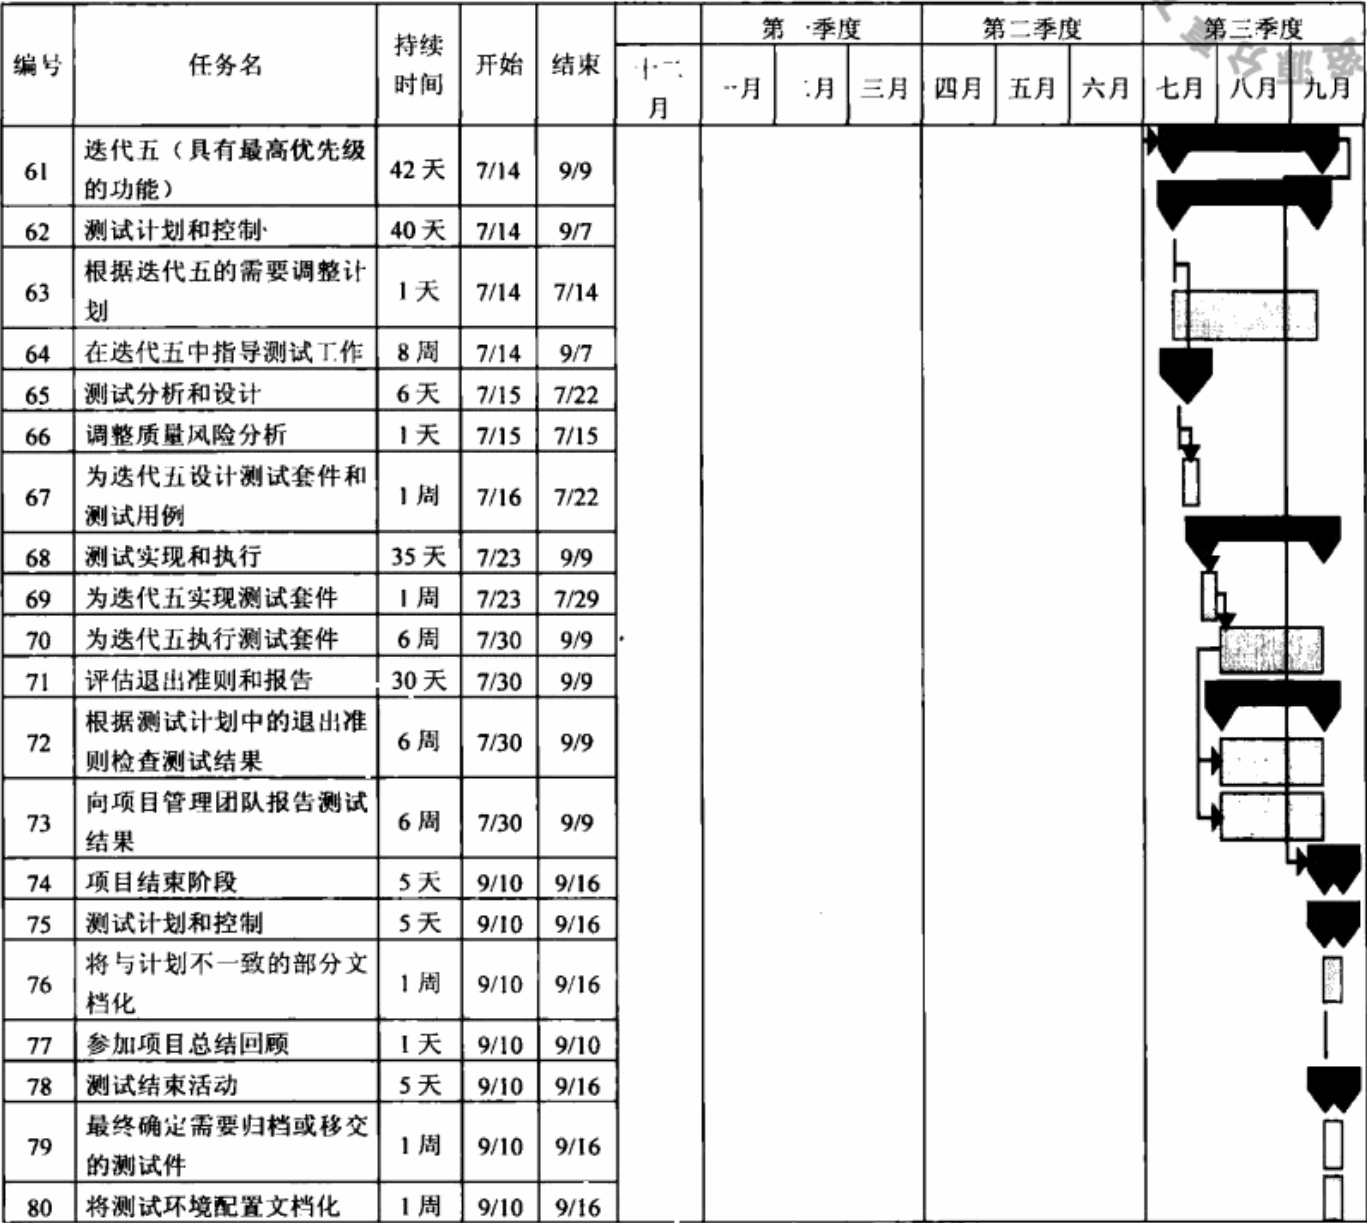 编号 任务名 持续时间 开始 结束 十二月 第一季度 第二季度 第三季度
一月 二月 三月 四月 五月 六月 七月 八月 九月
61 迭代五（具有最高优先级的功能） 42天 7/14 9/9
62 测试计划和控制 40天 7/14 9/7
63 根据迭代五的需要调整计划 1天 7/14 7/14
64 在迭代五中指导测试工作 8周 7/14 9/7
65 测试分析和设计 6天 7/15 7/22
66 调整质量风险分析 1天 7/15 7/15
67 为迭代五设计测试套件和测试用例 1周 7/16 7/22
68 测试实现和执行 35天 7/23 9/9
69 为迭代五实现测试套件 1周 7/23 7/29
70 为迭代五执行测试套件 6周 7/30 9/9
71 评估退出准则和报告 30天 7/30 9/9
72 根据测试计划中的退出准则检查测试结果 6周 7/30 9/9
73 向项目管理团队报告测试结果 6周 7/30 9/9
74 项目结束阶段 5天 9/10 9/16
75 测试计划和控制 5天 9/10 9/16
76 将与计划不一致的部分文档化 1周 9/10 9/16
77 参加项目总结回顾 1天 9/10 9/10
78 测试结束活动 5天 9/10 9/16
79 最终确定需要归档或移交的测试件 1周 9/10 9/16
80 将测试环境配置文档化 1周 9/10 9/16